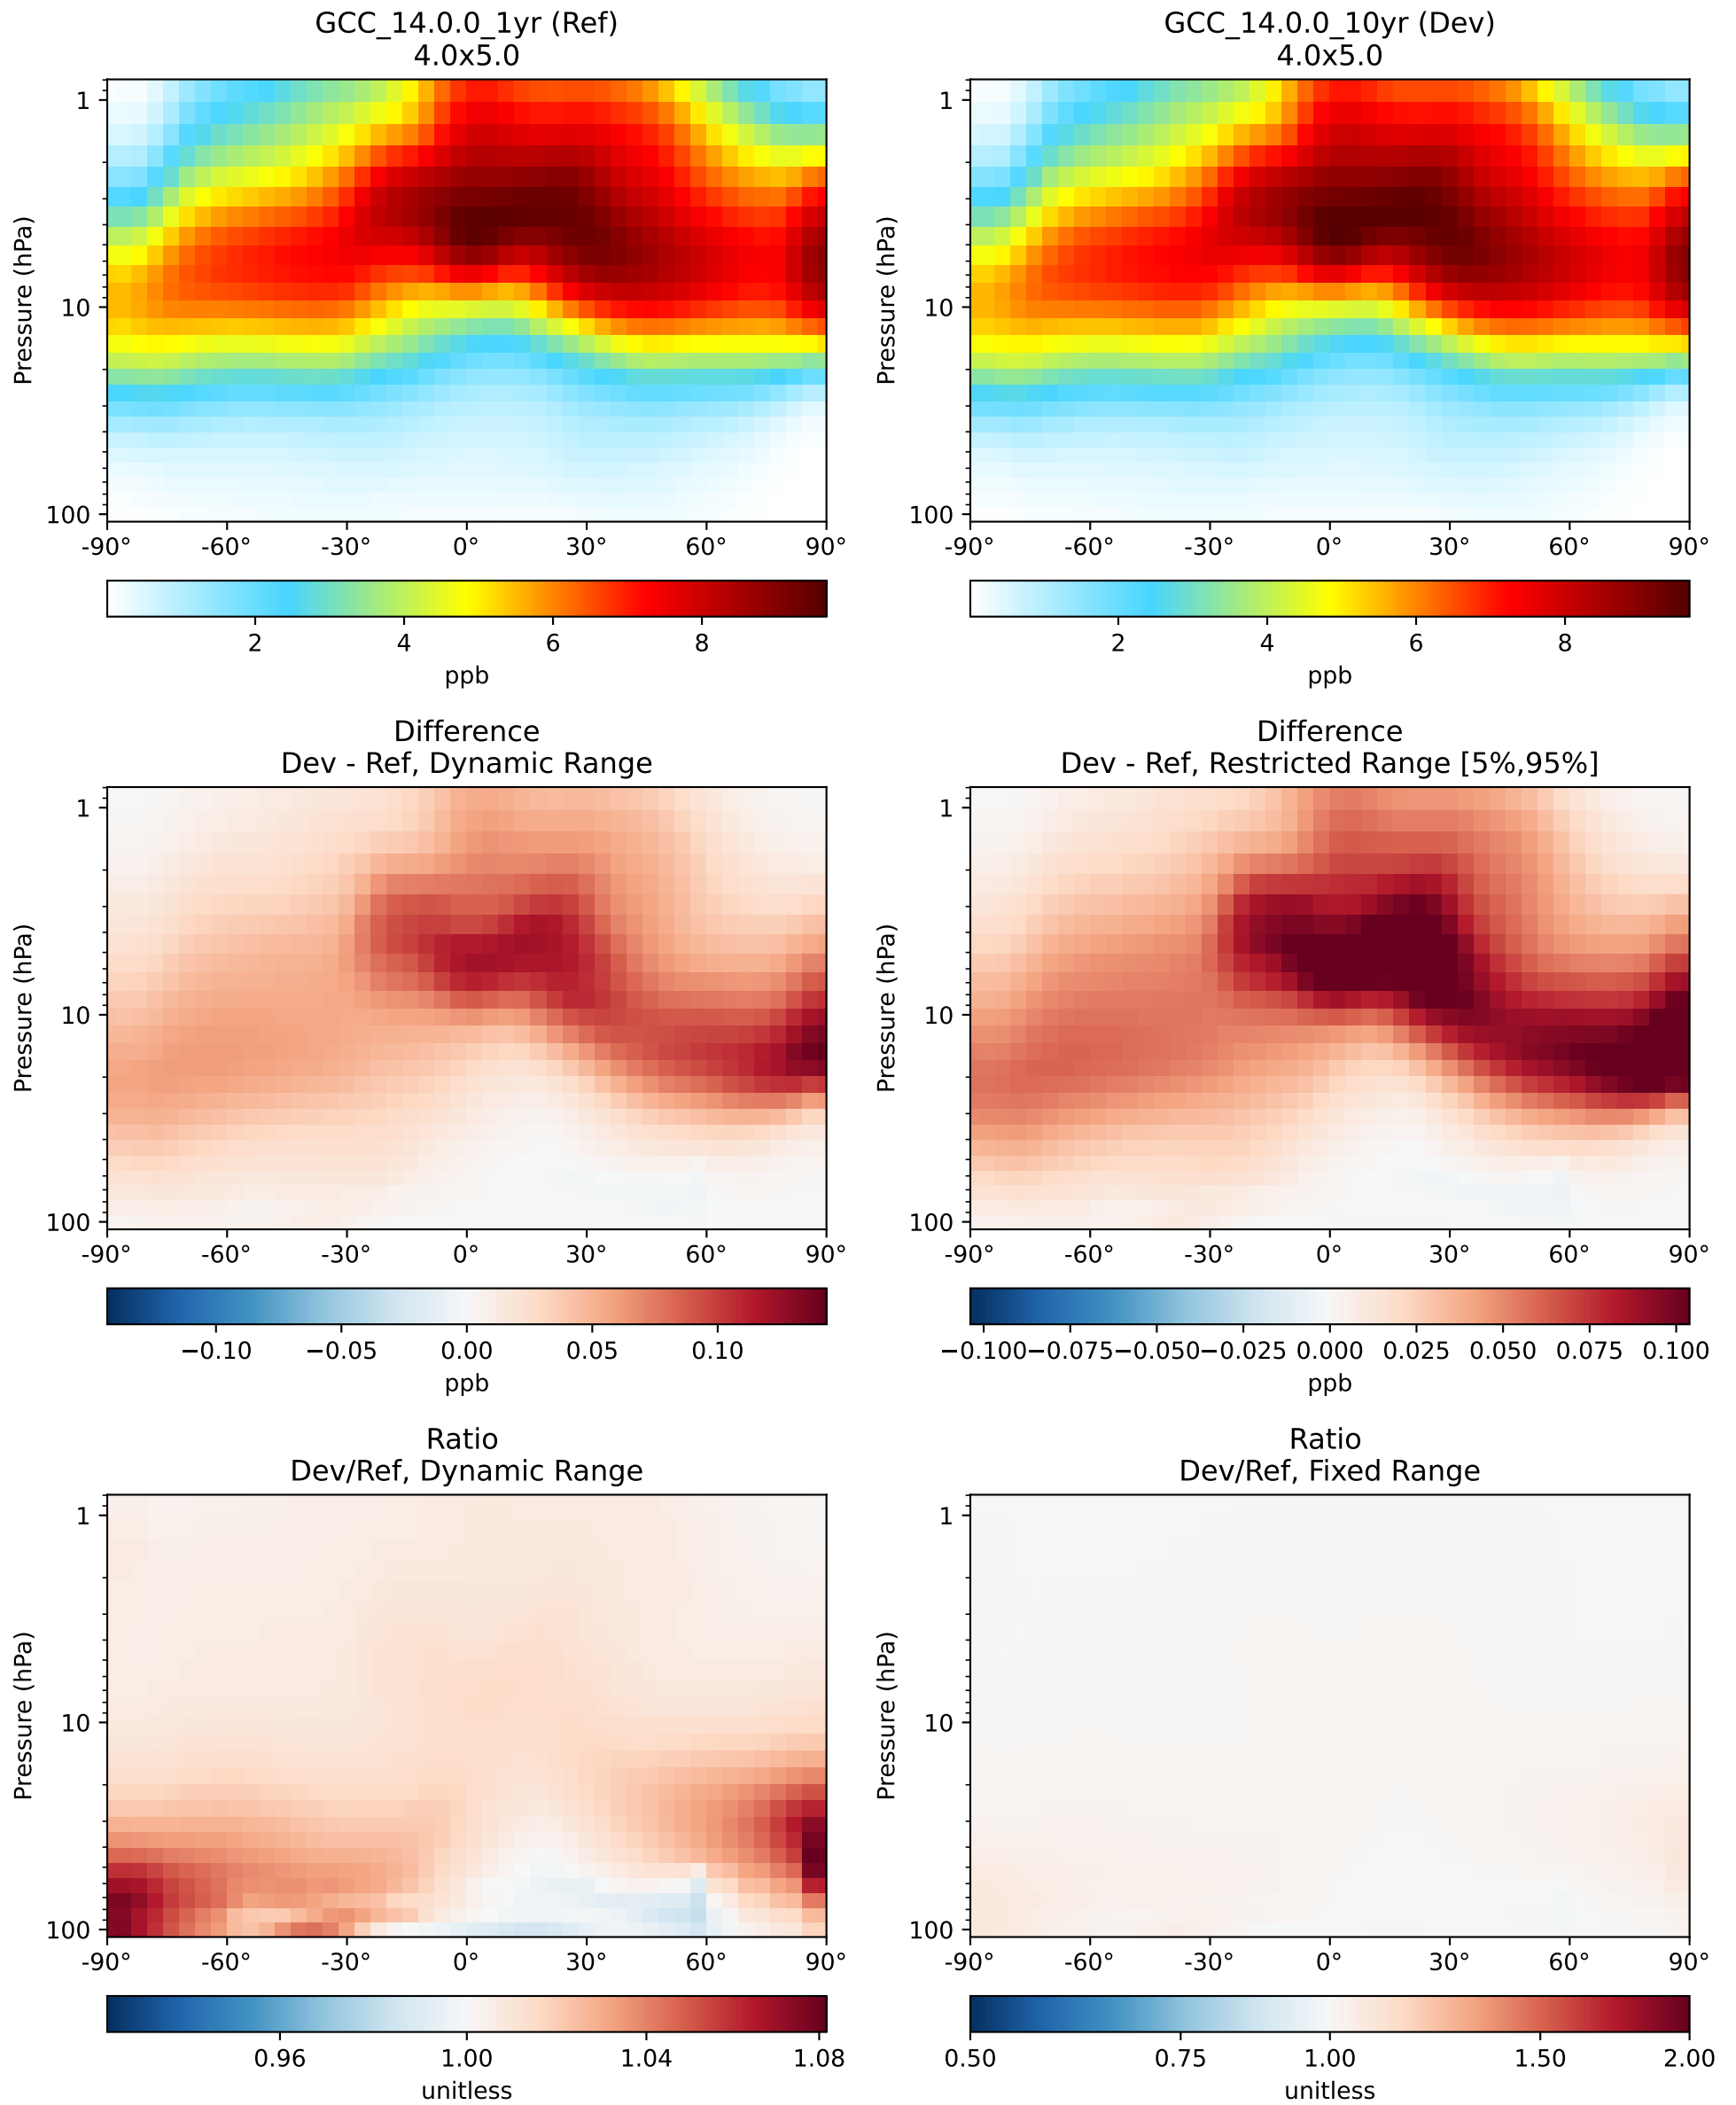 GCC_14.0.0_1yr (Ref)
4.0x5.0
Pressure (hPa)
1
10
100
-90° -60° -30° 0° 30° 60° 90°
2 4 6 8
ppb
GCC_14.0.0_10yr (Dev)
4.0x5.0
Pressure (hPa)
1
10
100
-90° -60° -30° 0° 30° 60° 90°
2 4 6 8
ppb
Difference
Dev - Ref, Dynamic Range
Pressure (hPa)
1
10
100
-90° -60° -30° 0° 30° 60° 90°
−0.10 −0.05 0.00 0.05 0.10
ppb
Difference
Dev - Ref, Restricted Range [5%,95%]
Pressure (hPa)
1
10
100
-90° -60° -30° 0° 30° 60° 90°
−0.100 −0.075 −0.050 −0.025 0.000 0.025 0.050 0.075 0.100
ppb
Ratio
Dev/Ref, Dynamic Range
Pressure (hPa)
1
10
100
-90° -60° -30° 0° 30° 60° 90°
0.96 1.00 1.04 1.08
unitless
Ratio
Dev/Ref, Fixed Range
Pressure (hPa)
1
10
100
-90° -60° -30° 0° 30° 60° 90°
0.50 0.75 1.00 1.50 2.00
unitless